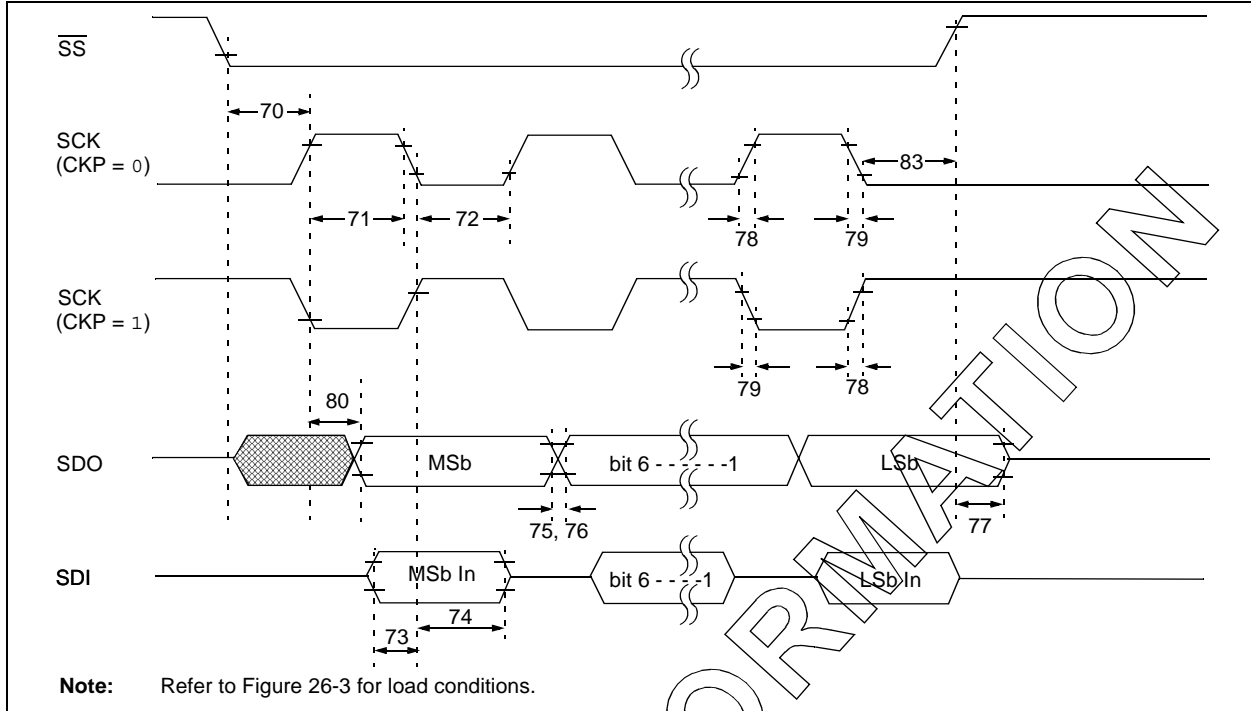 SS
70
SCK
(CKP = 0)
83
71
72
78
79
SCK
(CKP = 1)
79
78
80
SDO
MSb
bit 6 - - - - - -1
LSb
75, 76
77
SDI
MSb In
bit 6 - - - -1
LSb In
74
73
Note: Refer to Figure 26-3 for load conditions.
ORMATION